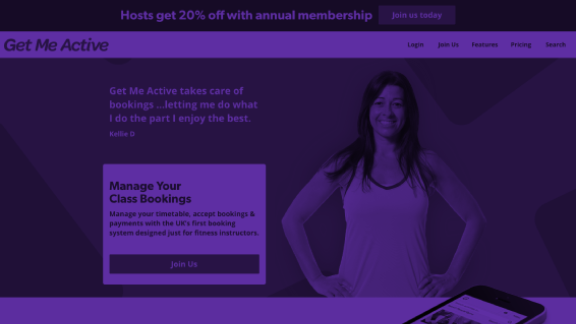 Hosts get 20% off with annual membership Join us today
Get Me Active Login Join Us Features Pricing Search
Get Me Active takes care of
bookings ...letting me do what
I do the part I enjoy the best.
Kellie D
Manage Your
Class Bookings
Manage your timetable, accept bookings &
payments with the UK's first booking
system designed just for fitness instructors.
Join Us